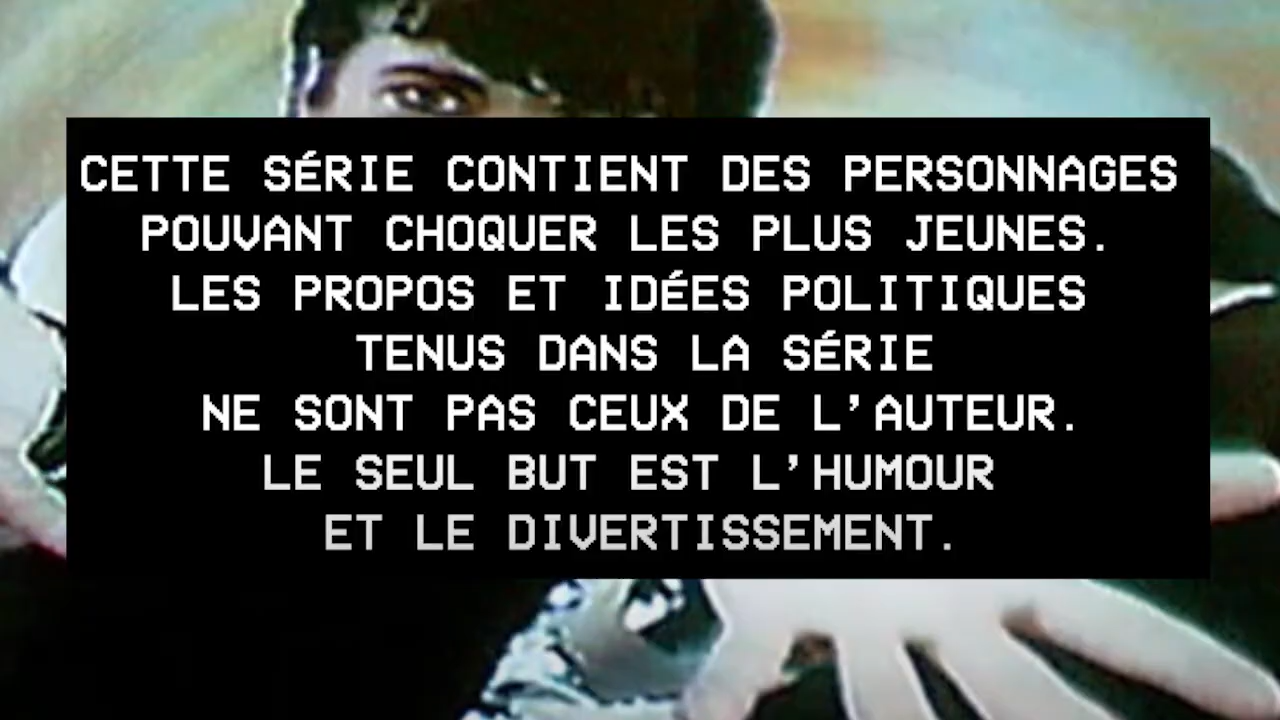 CETTE SÉRIE CONTIENT DES PERSONNAGES
POUVANT CHOQUER LES PLUS JEUNES.
LES PROPOS ET IDÉES POLITIQUES
TENUS DANS LA SÉRIE
NE SONT PAS CEUX DE L'AUTEUR.
LE SEUL BUT EST L'HUMOUR
ET LE DIVERTISSEMENT.